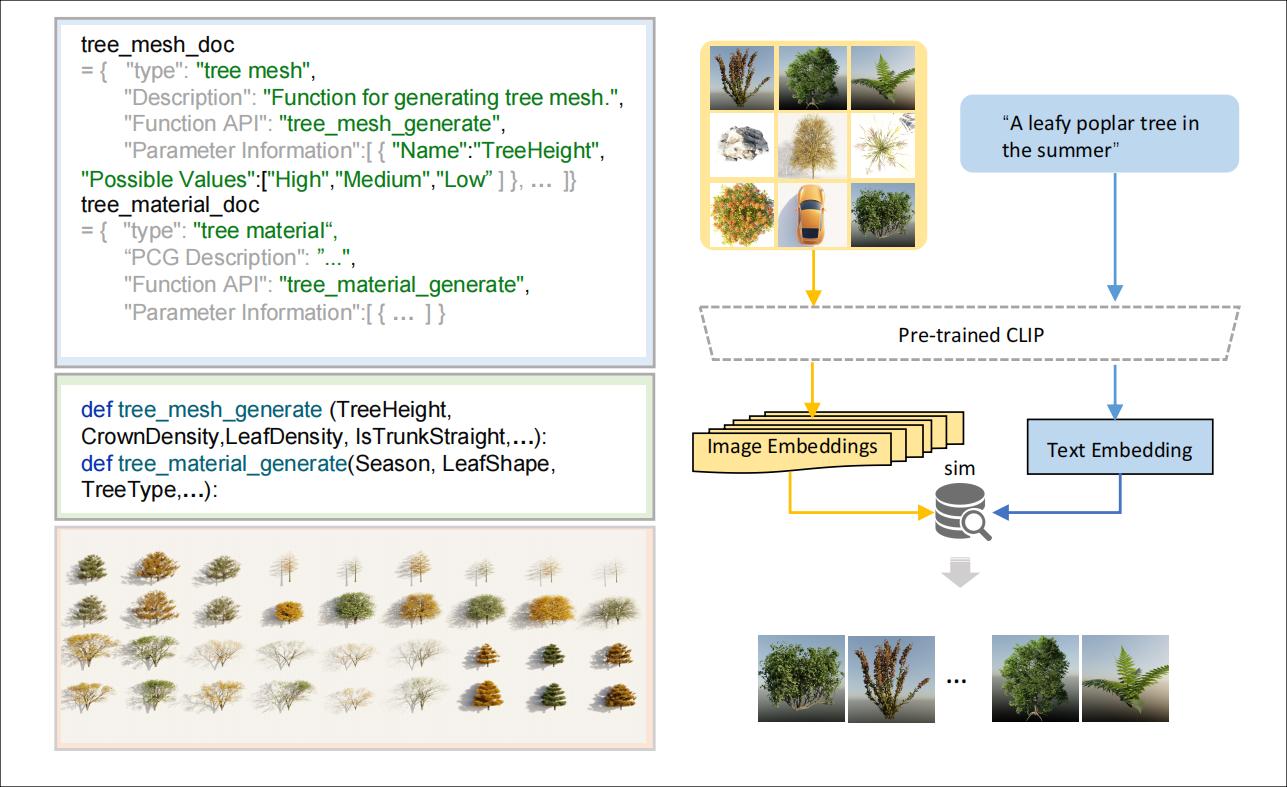 tree_mesh_doc
= { "type": "tree mesh",
"Description": "Function for generating tree mesh.",
"Function API": "tree_mesh_generate",
"Parameter Information":[ { "Name":"TreeHeight",
"Possible Values":["High","Medium","Low” ] }, … ]}
tree_material_doc
= { "type": "tree material“,
“PCG Description": ”...",
"Function API": "tree_material_generate",
"Parameter Information":[ { … ] }
def tree_mesh_generate (TreeHeight,
CrownDensity,LeafDensity, IsTrunkStraight,…):
def tree_material_generate(Season, LeafShape,
TreeType,…):
“A leafy poplar tree in
the summer”
Pre-trained CLIP
Image Embeddings
Text Embedding
sim
...